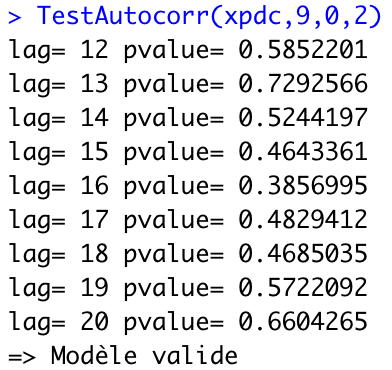 > TestAutocorr(xpdc,9,0,2)
lag= 12 pvalue= 0.5852201
lag= 13 pvalue= 0.7292566
lag= 14 pvalue= 0.5244197
lag= 15 pvalue= 0.4643361
lag= 16 pvalue= 0.3856995
lag= 17 pvalue= 0.4829412
lag= 18 pvalue= 0.4685035
lag= 19 pvalue= 0.5722092
lag= 20 pvalue= 0.6604265
=> Modèle valide